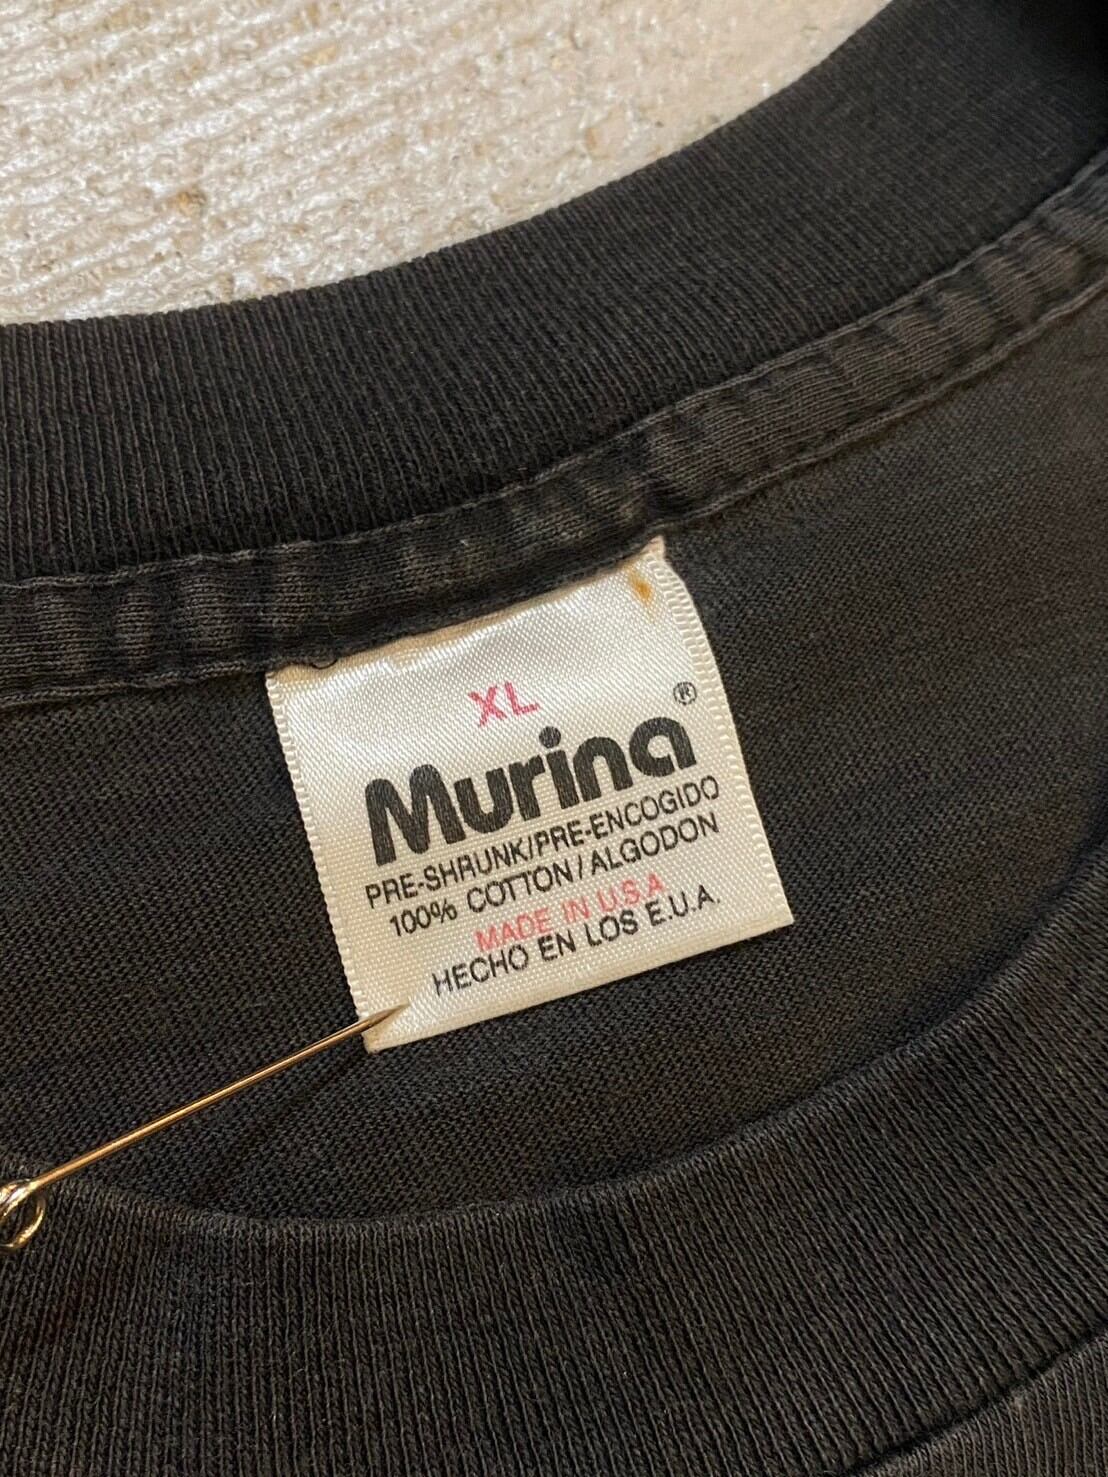 XL
Murina®
PRE-SHRUNK/PRE-ENCOGIDO
100% COTTON/ALGODON
MADE IN U.S.A
HECHO EN LOS E.U.A.